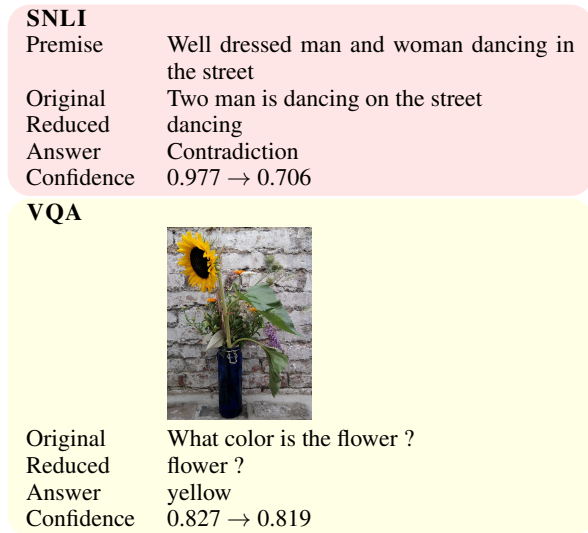 SNLI
Premise Well dressed man and woman dancing in
the street
Original Two man is dancing on the street
Reduced dancing
Answer Contradiction
Confidence 0.977 → 0.706
VQA
Original What color is the flower ?
Reduced flower ?
Answer yellow
Confidence 0.827 → 0.819